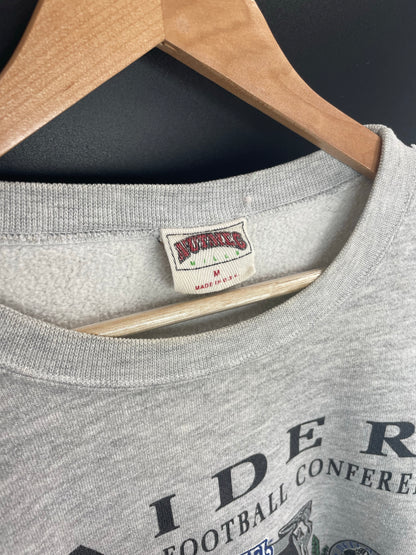 NUTMEG
MILLS
M
MADE IN U.S.A.
IDER
FOOTBALL CONFERE